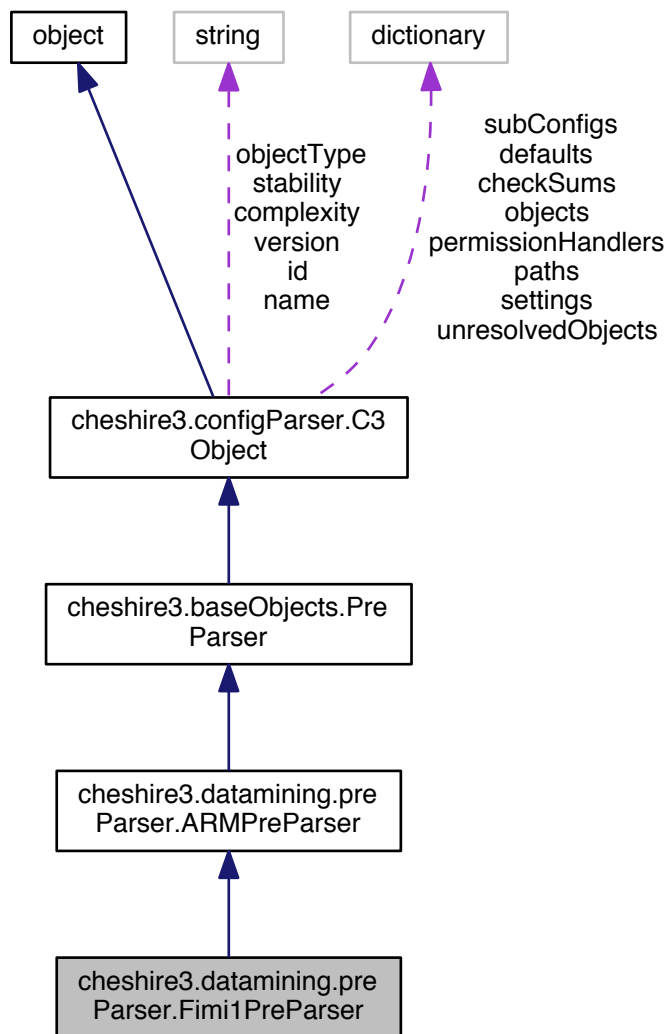 object
string
dictionary
objectType
stability
complexity
version
id
name
subConfigs
defaults
checkSums
objects
permissionHandlers
paths
settings
unresolvedObjects
cheshire3.configParser.C3
Object
cheshire3.baseObjects.Pre
Parser
cheshire3.datamining.pre
Parser.ARMPreParser
cheshire3.datamining.pre
Parser.Fimi1PreParser